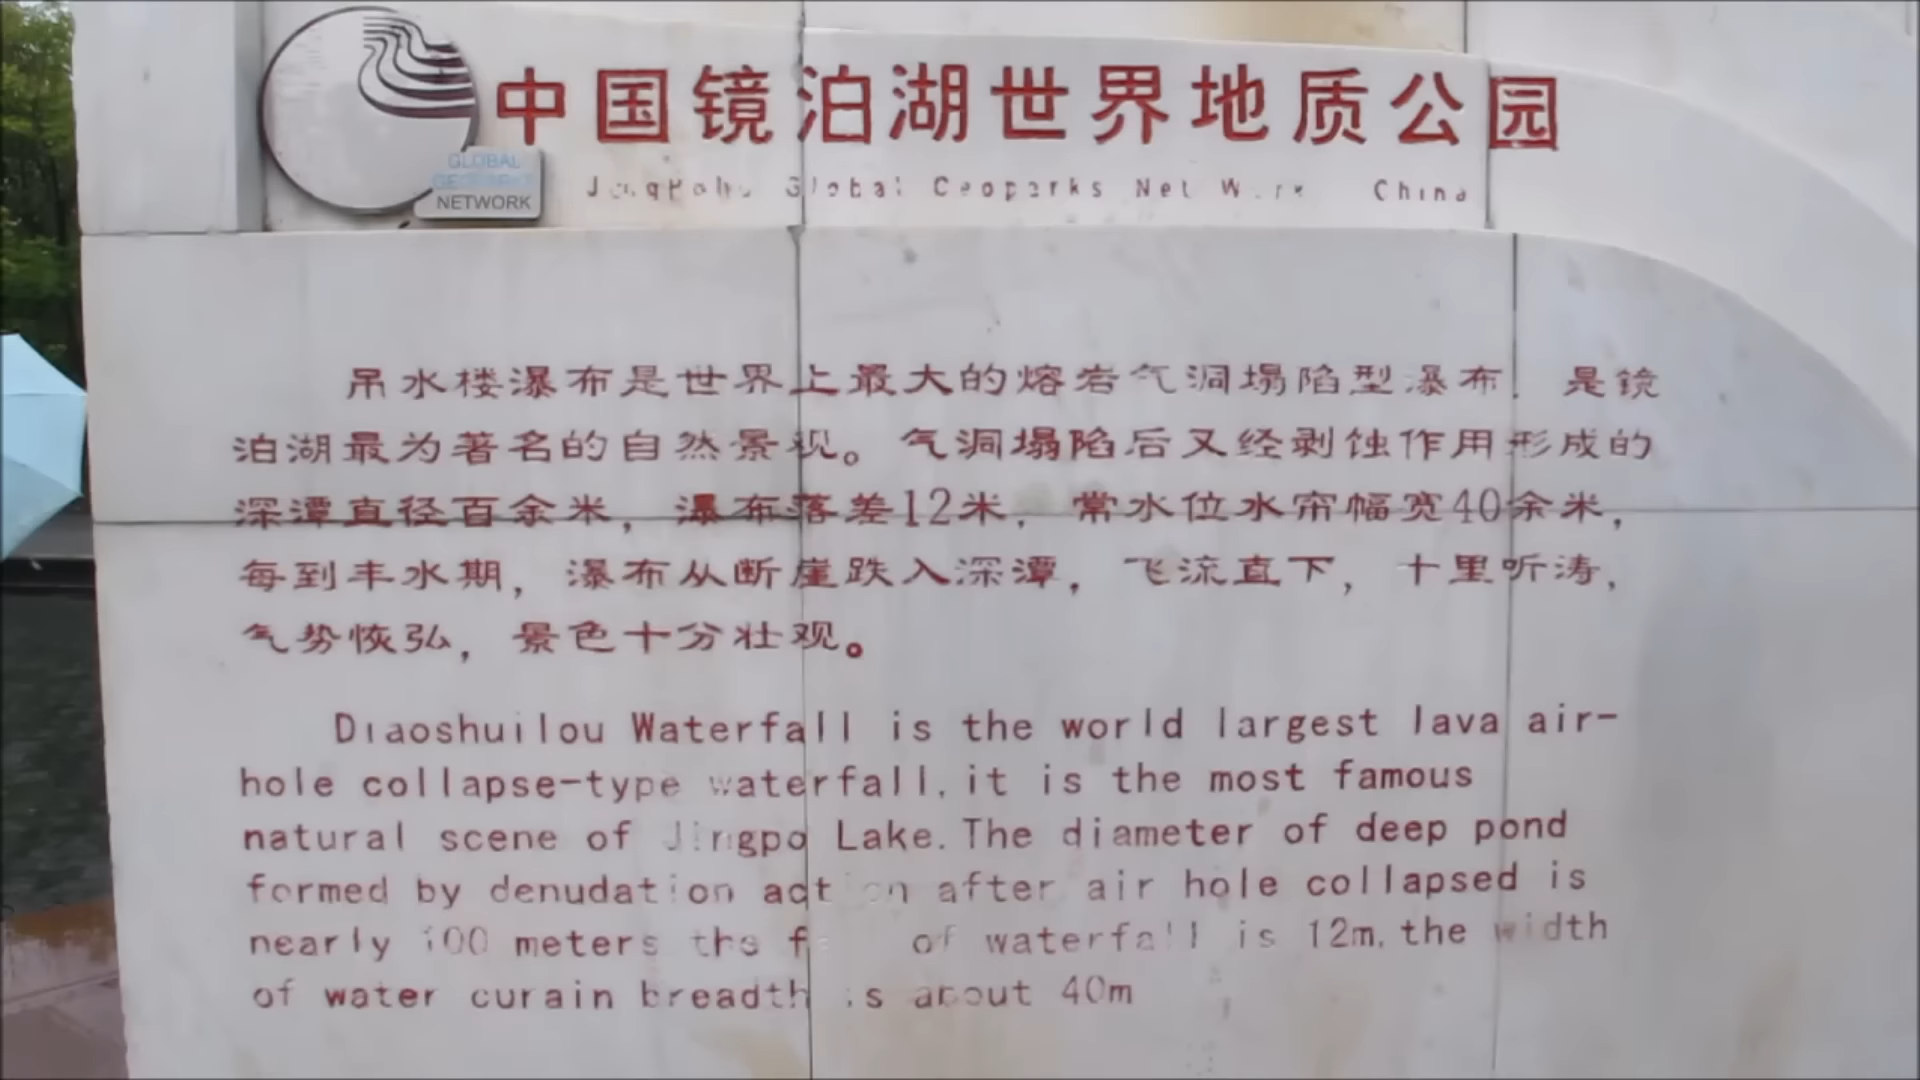 中国镜泊湖世界地质公园
GLOBAL
GEOPARKS
NETWORK
Global Geoparks Net Work China
吊水楼瀑布是世界上最大的熔岩气洞塌陷型瀑布，是镜
泊湖最为著名的自然景观。气洞塌陷后又经剥蚀作用形成的
深潭直径百余米，瀑布落差12米，常水位水帘幅宽40余米，
每到丰水期，瀑布从断崖跌入深潭，飞流直下，十里听涛，
气势恢弘，景色十分壮观。
Diaoshuilou Waterfall is the world largest lava air-
hole collapse-type waterfall, it is the most famous
natural scene of Jingpo Lake. The diameter of deep pond
formed by denudation action after air hole collapsed is
nearly 100 meters the of waterfall is 12m, the width
of water curain breadth is about 40m